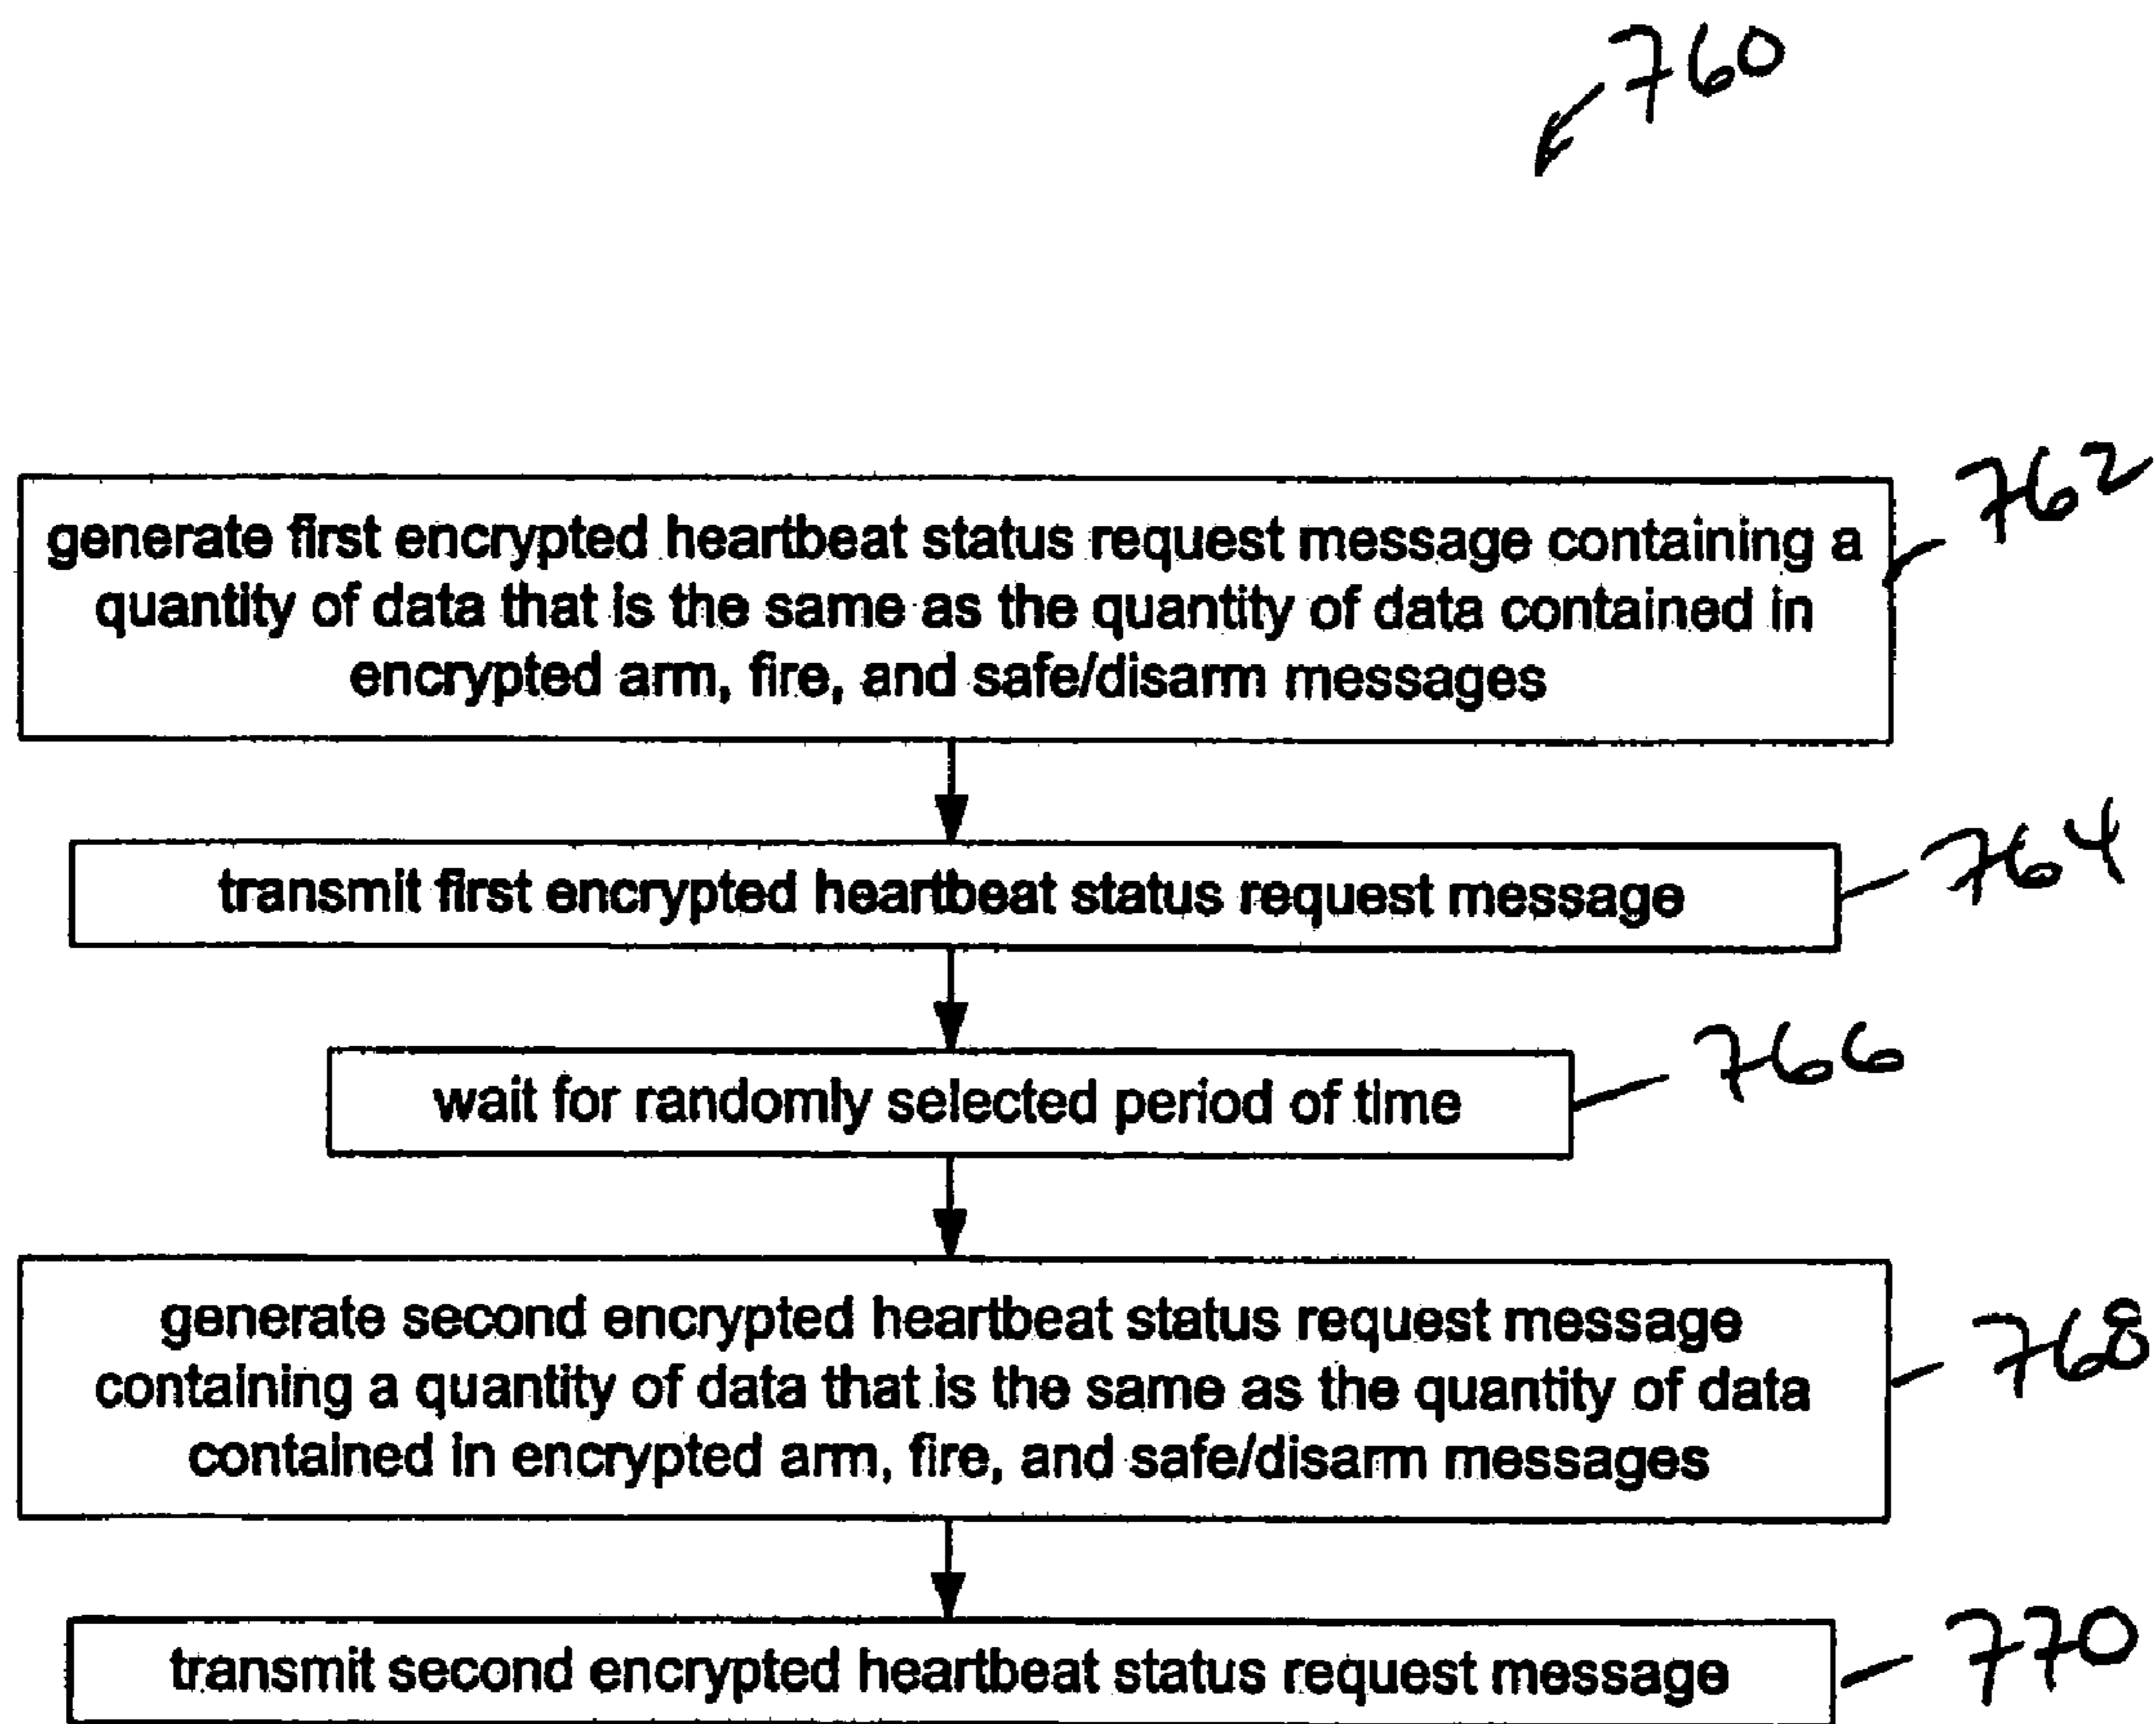 760
generate first encrypted heartbeat status request message containing a
quantity of data that is the same as the quantity of data contained in
encrypted arm, fire, and safe/disarm messages
762
transmit first encrypted heartbeat status request message
764
wait for randomly selected period of time
766
generate second encrypted heartbeat status request message
containing a quantity of data that is the same as the quantity of data
contained in encrypted arm, fire, and safe/disarm messages
768
transmit second encrypted heartbeat status request message
770